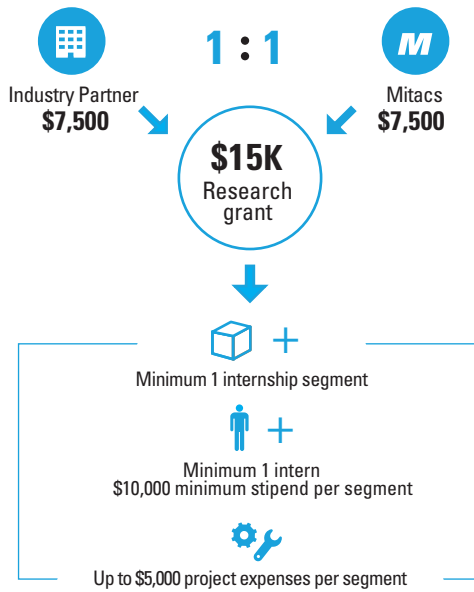 1 : 1
M
Industry Partner
$7,500
Mitacs
$7,500
$15K
Research
grant
+
Minimum 1 internship segment
+
Minimum 1 intern
$10,000 minimum stipend per segment
Up to $5,000 project expenses per segment